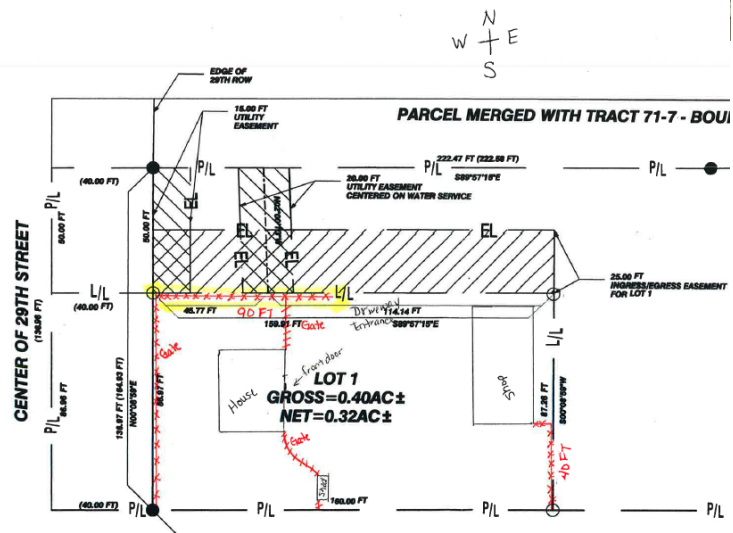 N
W E
S
EDGE OF
29TH ROW
15.00 FT
UTILITY
EASEMENT
PARCEL MERGED WITH TRACT 71-7 - BOU
P/L
222.47 FT (222.58 FT)
P/L
P/L
(40.00 FT)
S89°57'15"E
20.00 FT
UTILITY EASEMENT
CENTERED ON WATER SERVICE
P/L
50.00 FT
50.00 FT
EL
EL
EL
EL
EL
CENTER OF 29TH STREET
25.00 FT
INGRESS/EGRESS EASEMENT
FOR LOT 1
L/L
L/L
(40.00 FT)
45.77 FT
90 FT
Driveway
Entrance
114.14 FT
159.91 FT
Gate
S89°57'15"E
L/L
Gate
front door
House
LOT 1
GROSS=0.40AC±
NET=0.32AC±
Shop
P/L
Gate
Shed
40 FT
(40.00 FT)
P/L
P/L
160.00 FT
P/L
P/L